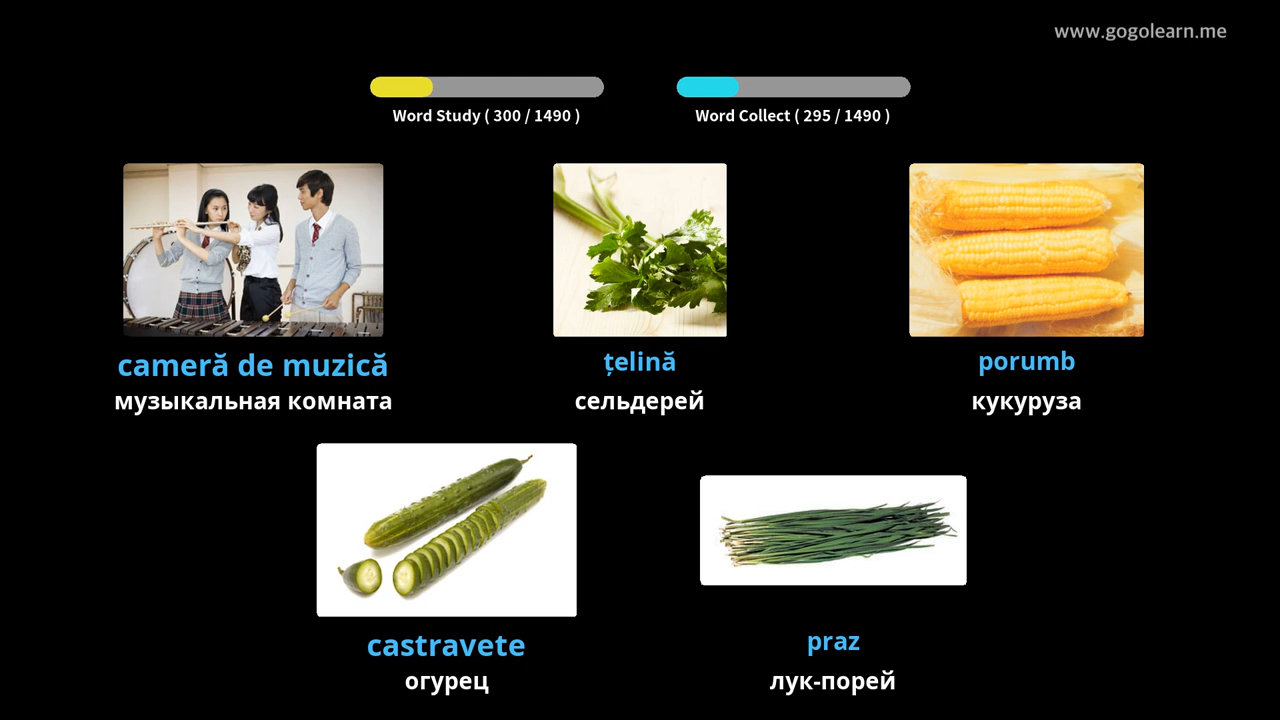 www.gogolearn.me
Word Study ( 300 / 1490 )
Word Collect ( 295 / 1490 )
cameră de muzică
музыкальная комната
țelină
сельдерей
porumb
кукуруза
castravete
огурец
praz
лук-порей